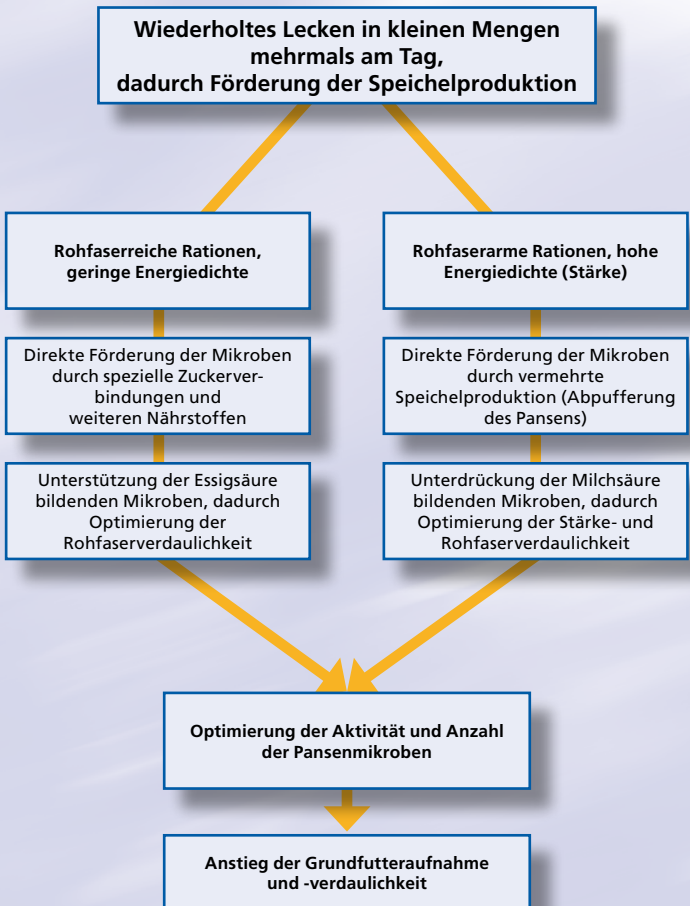 Wiederholtes Lecken in kleinen Mengen
mehrmals am Tag,
dadurch Förderung der Speichelproduktion
Rohfaserreiche Rationen,
geringe Energiedichte
Direkte Förderung der Mikroben
durch spezielle Zuckerver-
bindungen und
weiteren Nährstoffen
Unterstützung der Essigsäure
bildenden Mikroben, dadurch
Optimierung der
Rohfaserverdaulichkeit
Rohfaserarme Rationen, hohe
Energiedichte (Stärke)
Direkte Förderung der Mikroben
durch vermehrte
Speichelproduktion (Abpufferung
des Pansens)
Unterdrückung der Milchsäure
bildenden Mikroben, dadurch
Optimierung der Stärke- und
Rohfaserverdaulichkeit
Optimierung der Aktivität und Anzahl
der Pansenmikroben
Anstieg der Grundfutteraufnahme
und -verdaulichkeit